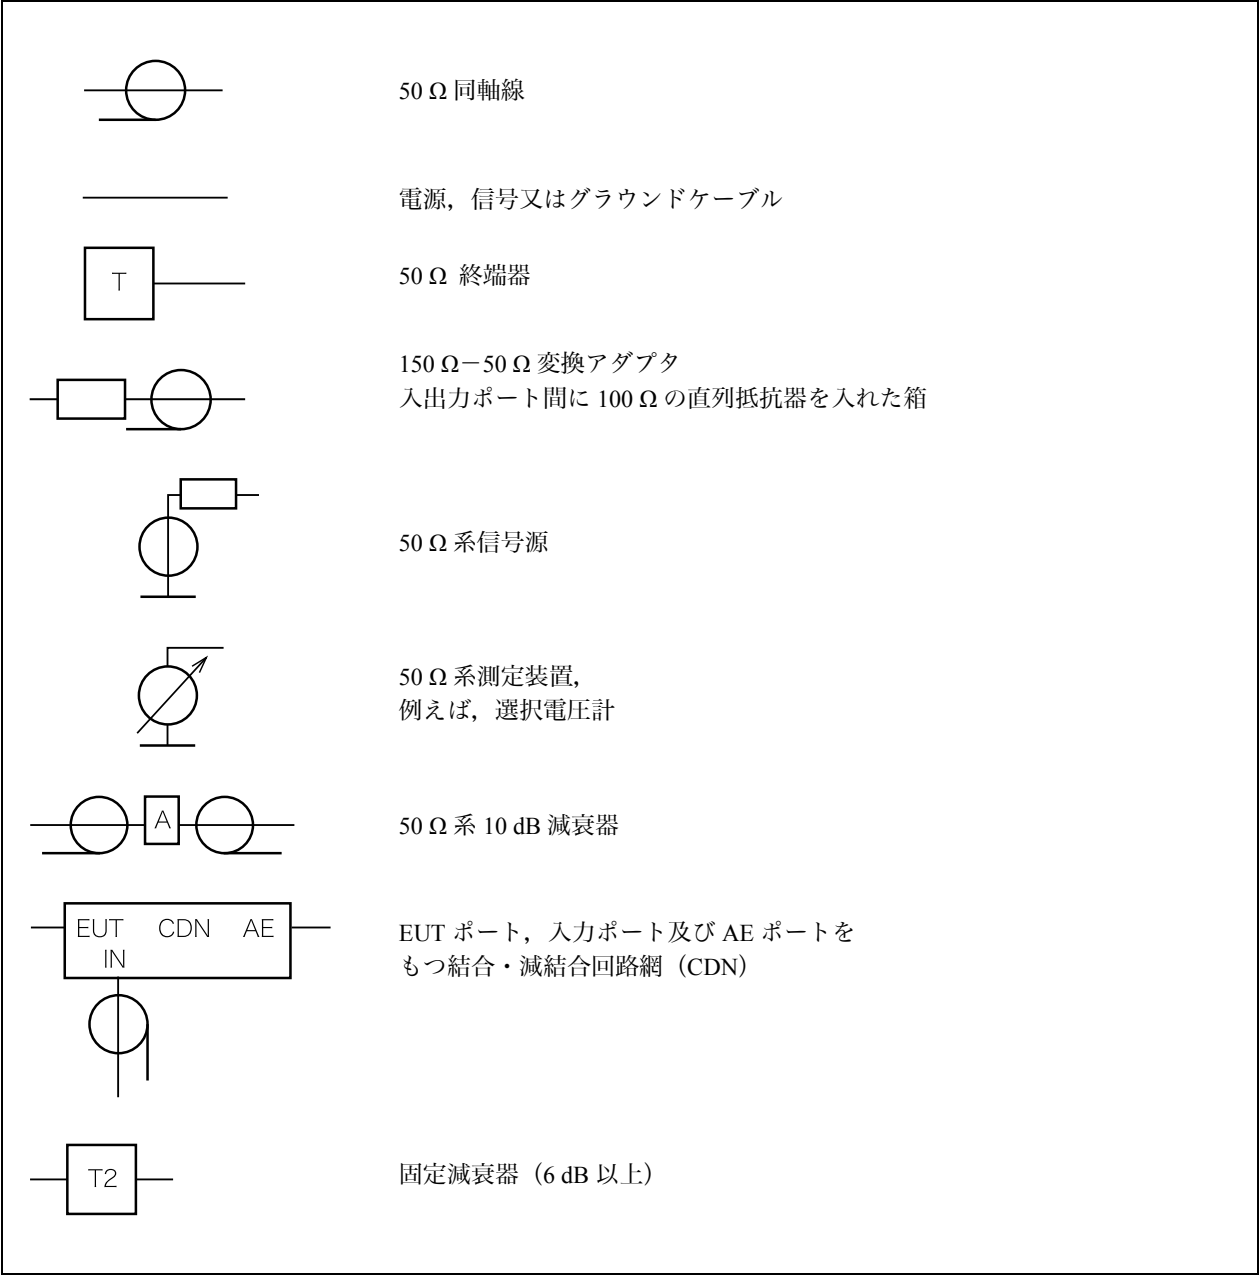 50 Ω 同軸線
電源，信号又はグラウンドケーブル
T
50 Ω 終端器
150 Ω－50 Ω 変換アダプタ
入出力ポート間に 100 Ω の直列抵抗器を入れた箱
50 Ω 系信号源
50 Ω 系測定装置，
例えば，選択電圧計
A
50 Ω 系 10 dB 減衰器
EUT CDN AE
IN
EUT ポート，入力ポート及び AE ポートを
もつ結合・減結合回路網（CDN）
T2
固定減衰器（6 dB 以上）